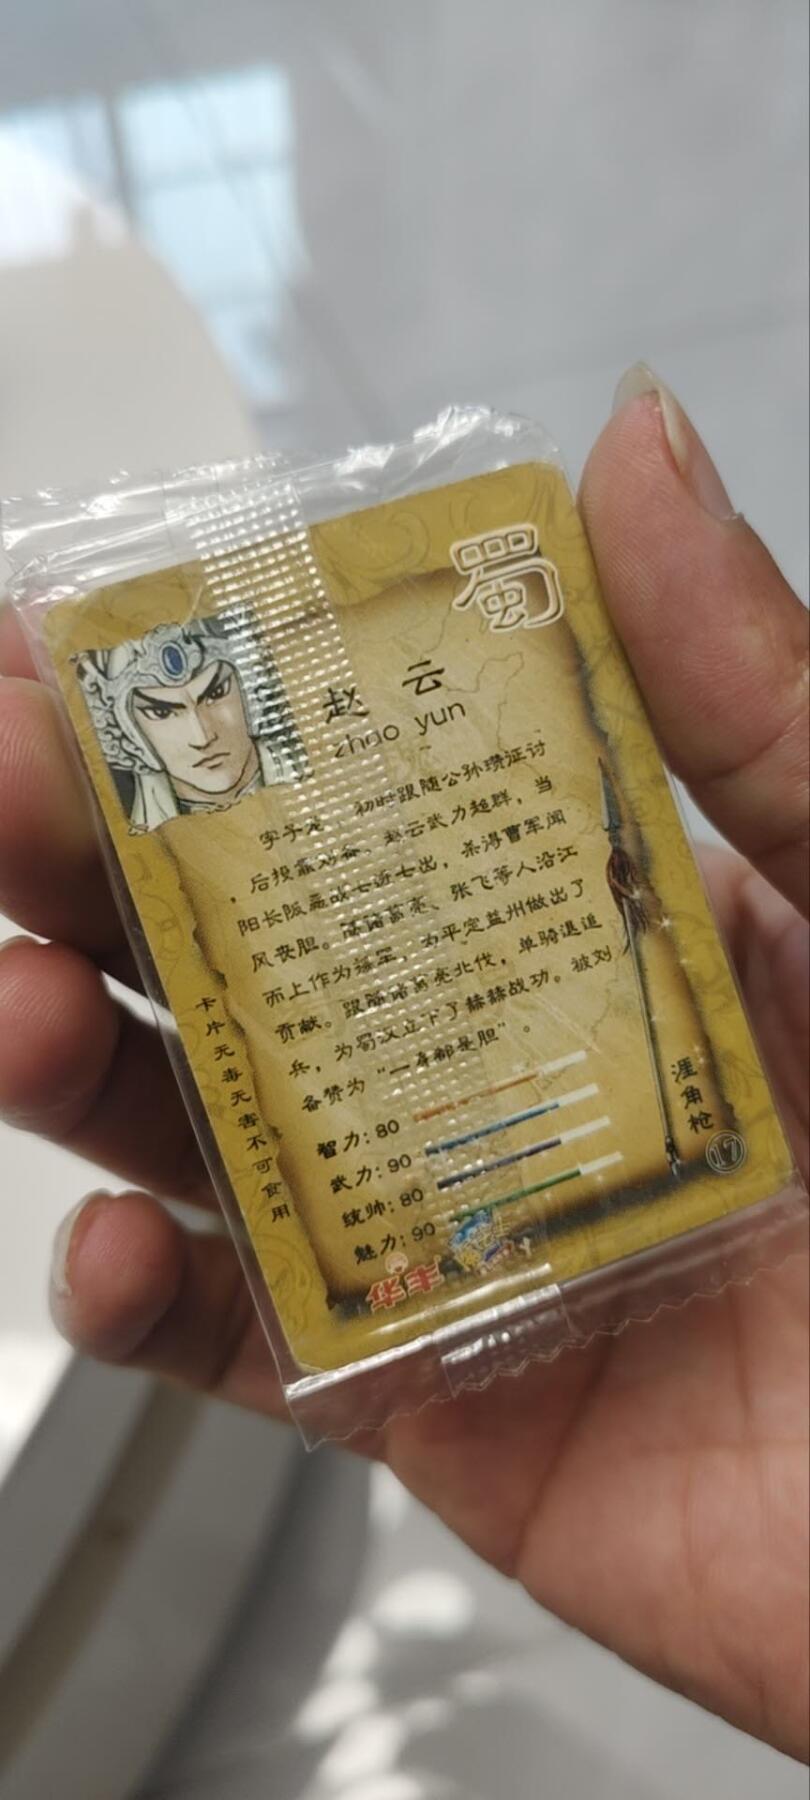 蜀
赵云
zhao yun
字子龙，初时跟随公孙瓒征讨
，后投靠刘备。赵云武力超群，当
阳长阪 七进七出，杀得曹军闻
风丧胆。随诸葛亮、张飞等人沿江
而上作为援军，为平定益州做出了
贡献。跟随诸葛亮北伐，单骑退追
兵，为蜀汉立下了赫赫战功。被刘
备赞为“一身都是胆”。
智力：80
武力：90
统帅：80
魅力：90
华丰
卡片无毒无害不可食用
涯角枪
17